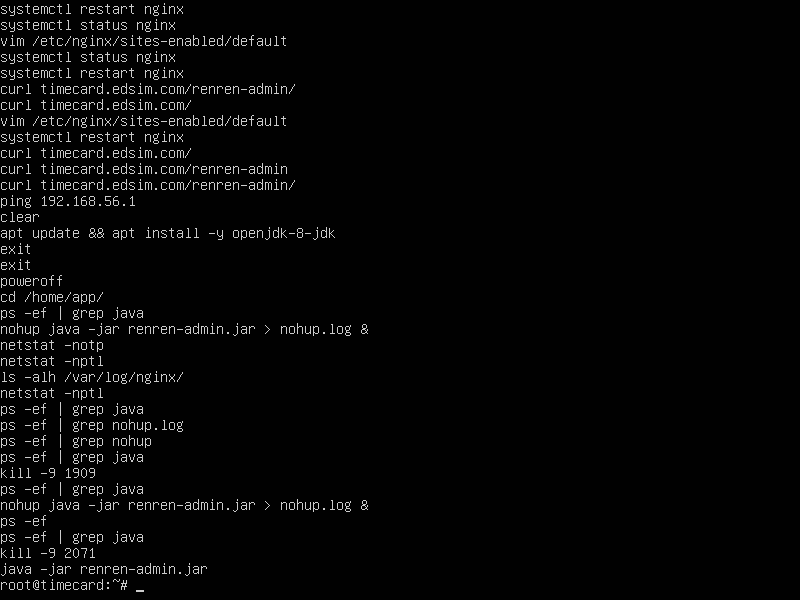 systemctl restart nginx
systemctl status nginx
vim /etc/nginx/sites-enabled/default
systemctl status nginx
systemctl restart nginx
curl timecard.edsim.com/renren-admin/
curl timecard.edsim.com/
vim /etc/nginx/sites-enabled/default
systemctl restart nginx
curl timecard.edsim.com/
curl timecard.edsim.com/renren-admin
curl timecard.edsim.com/renren-admin/
ping 192.168.56.1
clear
apt update && apt install -y openjdk-8-jdk
exit
exit
poweroff
cd /home/app/
ps -ef | grep java
nohup java -jar renren-admin.jar > nohup.log &
netstat -notp
netstat -nptl
ls -alh /var/log/nginx/
netstat -nptl
ps -ef | grep java
ps -ef | grep nohup.log
ps -ef | grep nohup
ps -ef | grep java
kill -9 1909
ps -ef | grep java
nohup java -jar renren-admin.jar > nohup.log &
ps -ef
ps -ef | grep java
kill -9 2071
java -jar renren-admin.jar
root@timecard:~# _